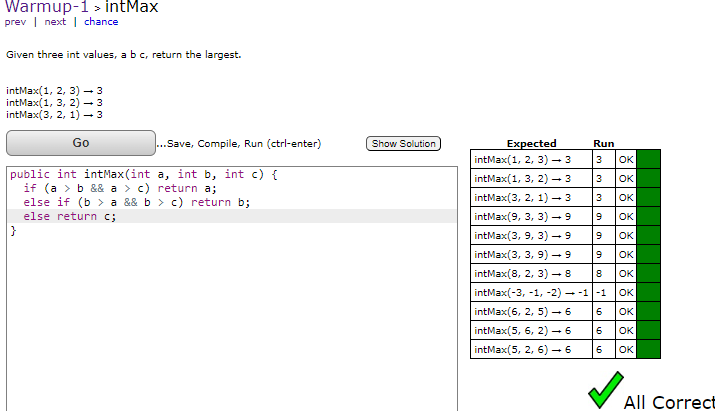 Warmup-1 > intMax
prev | next | chance
Given three int values, a b c, return the largest.
intMax(1, 2, 3) → 3
intMax(1, 3, 2) → 3
intMax(3, 2, 1) → 3
Go ...Save, Compile, Run (ctrl-enter) Show Solution
public int intMax(int a, int b, int c) {
  if (a > b && a > c) return a;
  else if (b > a && b > c) return b;
  else return c;
}
Expected Run
intMax(1, 2, 3) → 3 3 OK
intMax(1, 3, 2) → 3 3 OK
intMax(3, 2, 1) → 3 3 OK
intMax(9, 3, 3) → 9 9 OK
intMax(3, 9, 3) → 9 9 OK
intMax(3, 3, 9) → 9 9 OK
intMax(8, 2, 3) → 8 8 OK
intMax(-3, -1, -2) → -1 -1 OK
intMax(6, 2, 5) → 6 6 OK
intMax(5, 6, 2) → 6 6 OK
intMax(5, 2, 6) → 6 6 OK
All Correct